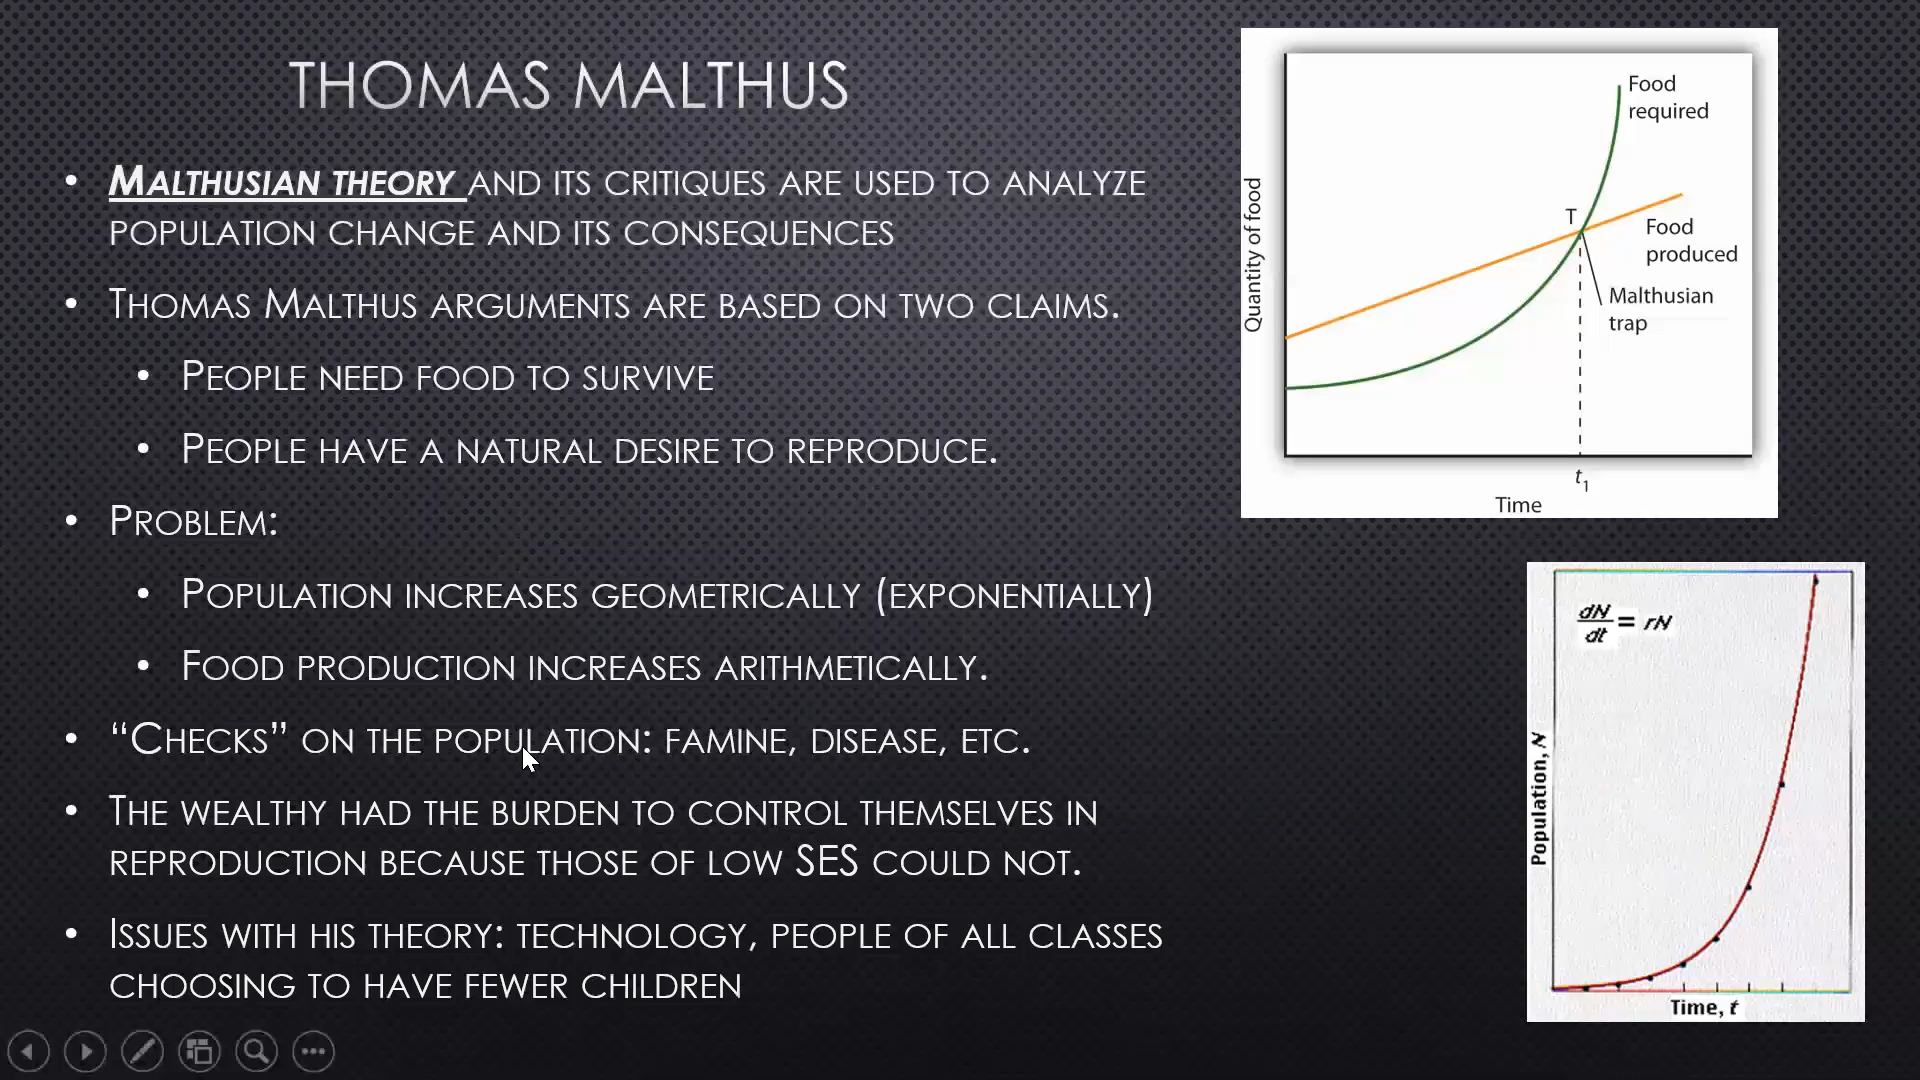 THOMAS MALTHUS
• MALTHUSIAN THEORY AND ITS CRITIQUES ARE USED TO ANALYZE
POPULATION CHANGE AND ITS CONSEQUENCES
• THOMAS MALTHUS ARGUMENTS ARE BASED ON TWO CLAIMS.
• PEOPLE NEED FOOD TO SURVIVE
• PEOPLE HAVE A NATURAL DESIRE TO REPRODUCE.
• PROBLEM:
• POPULATION INCREASES GEOMETRICALLY (EXPONENTIALLY)
• FOOD PRODUCTION INCREASES ARITHMETICALLY.
• “CHECKS” ON THE POPULATION: FAMINE, DISEASE, ETC.
• THE WEALTHY HAD THE BURDEN TO CONTROL THEMSELVES IN
REPRODUCTION BECAUSE THOSE OF LOW SES COULD NOT.
• ISSUES WITH HIS THEORY: TECHNOLOGY, PEOPLE OF ALL CLASSES
CHOOSING TO HAVE FEWER CHILDREN
Quantity of food
Food
required
T
Food
produced
Malthusian
trap
t1
Time
dN/dt = rN
Population, N
Time, t